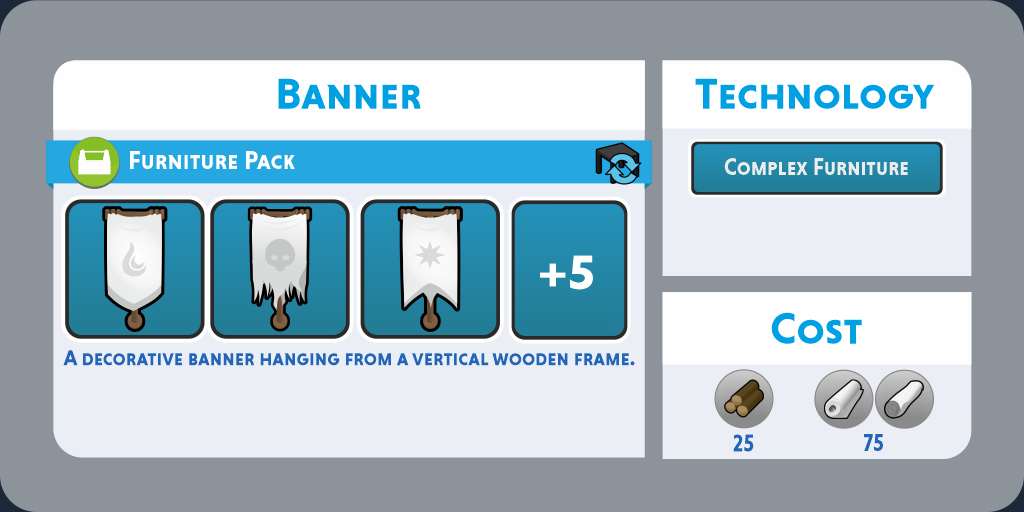 Banner
Furniture Pack
+5
A decorative banner hanging from a vertical wooden frame.
Technology
Complex Furniture
Cost
25
75